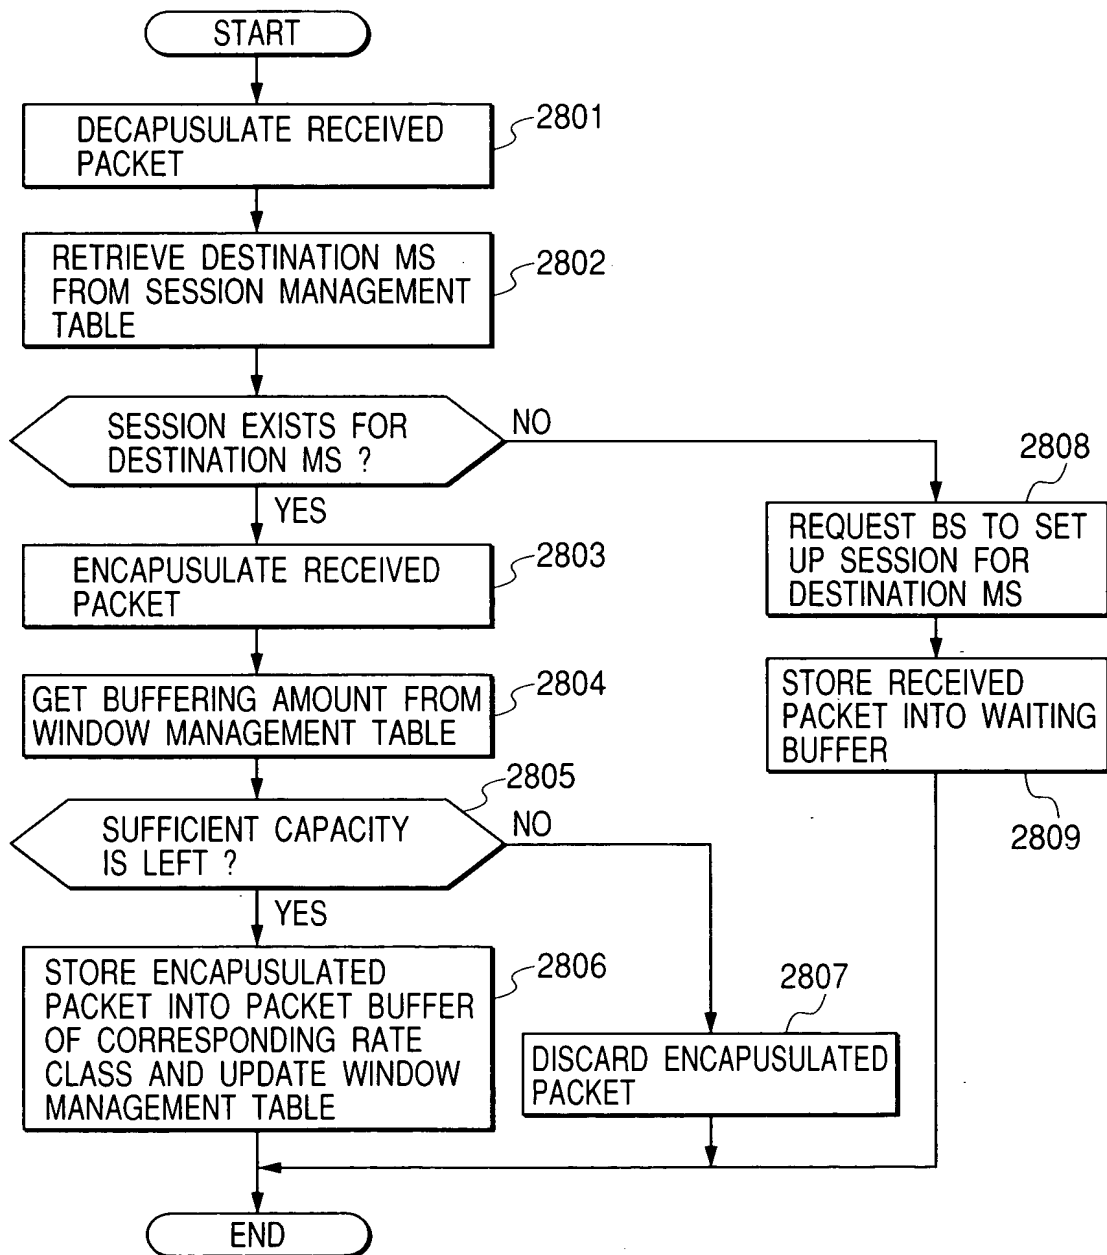 START
DECAPUSULATE RECEIVED
PACKET
2801
RETRIEVE DESTINATION MS
FROM SESSION MANAGEMENT
TABLE
2802
SESSION EXISTS FOR
DESTINATION MS ?
NO
YES
2808
REQUEST BS TO SET
UP SESSION FOR
DESTINATION MS
ENCAPUSULATE RECEIVED
PACKET
2803
GET BUFFERING AMOUNT FROM
WINDOW MANAGEMENT TABLE
2804
STORE RECEIVED
PACKET INTO WAITING
BUFFER
2809
2805
SUFFICIENT CAPACITY
IS LEFT ?
NO
YES
STORE ENCAPUSULATED
PACKET INTO PACKET BUFFER
OF CORRESPONDING RATE
CLASS AND UPDATE WINDOW
MANAGEMENT TABLE
2806
2807
DISCARD ENCAPUSULATED
PACKET
END